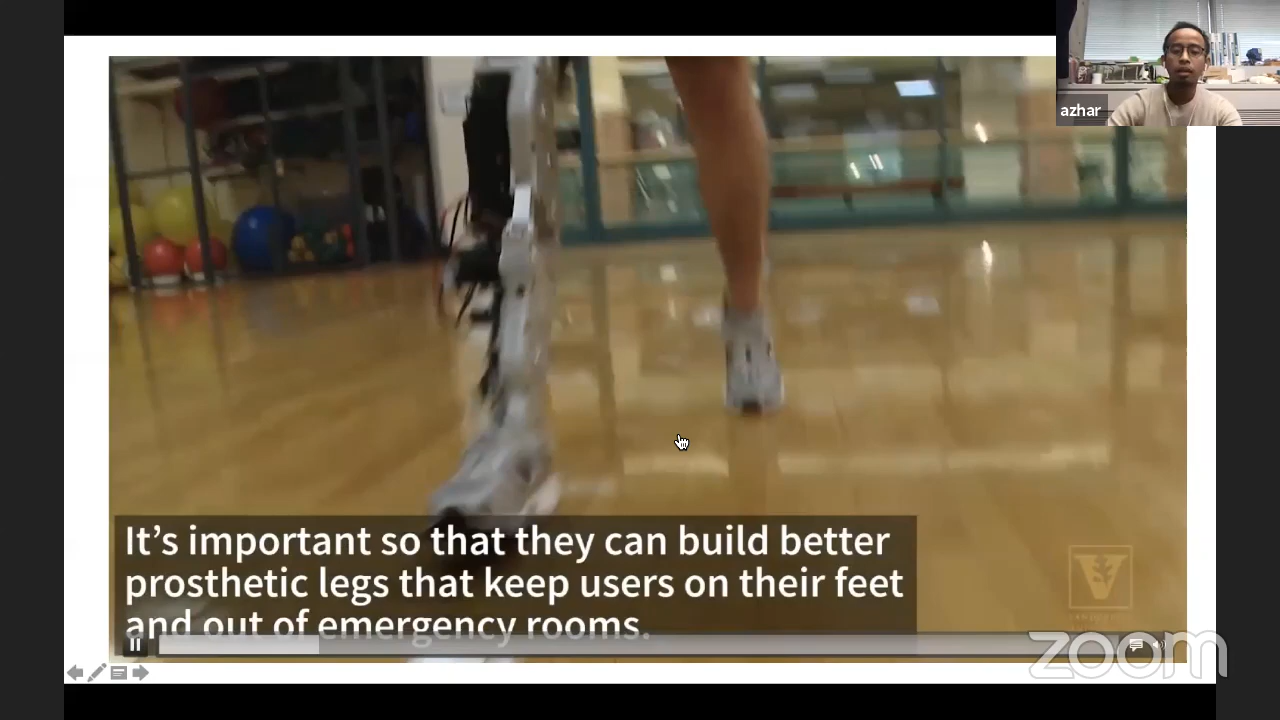 azhar
It's important so that they can build better
prosthetic legs that keep users on their feet
and out of emergency rooms.
V
zoom